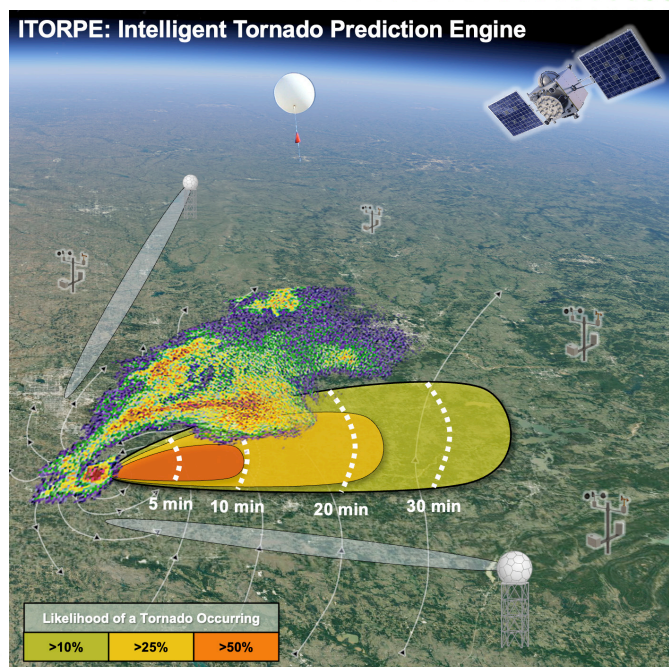 ITORPE: Intelligent Tornado Prediction Engine
5 min
10 min
20 min
30 min
Likelihood of a Tornado Occurring
>10%
>25%
>50%